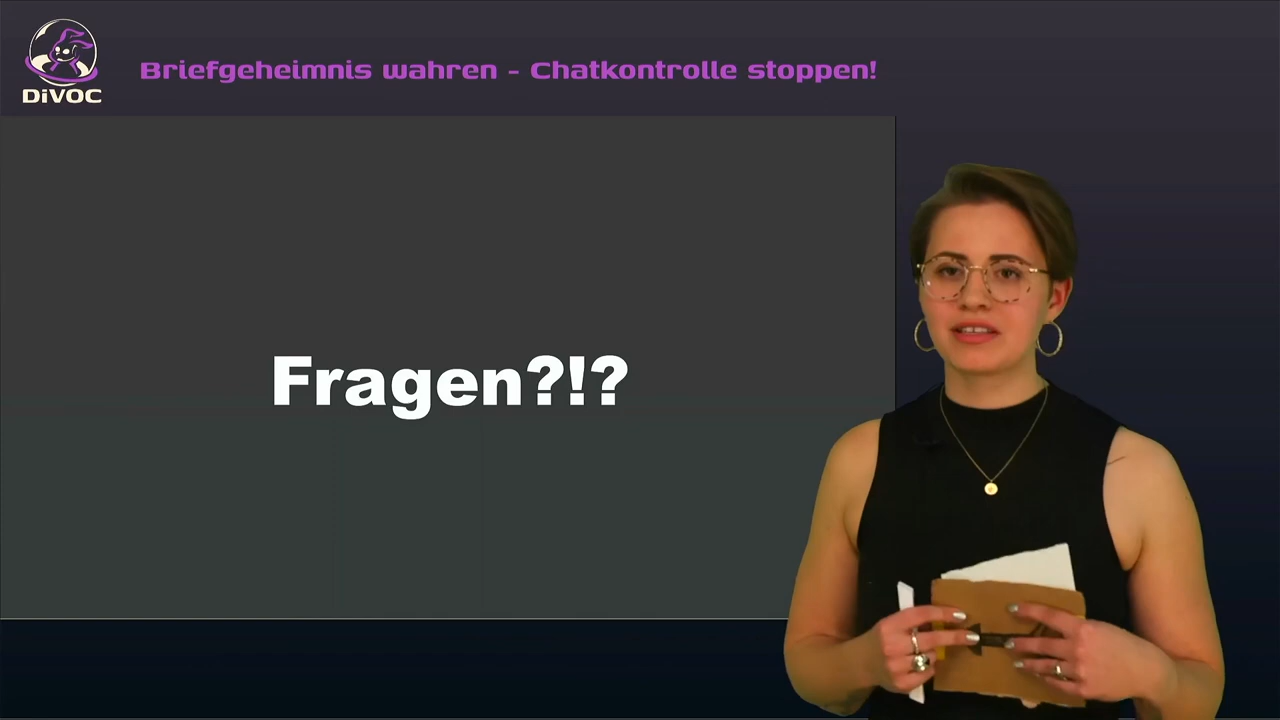 Briefgeheimnis wahren - Chatkontrolle stoppen!
DiVOC
Fragen?!?